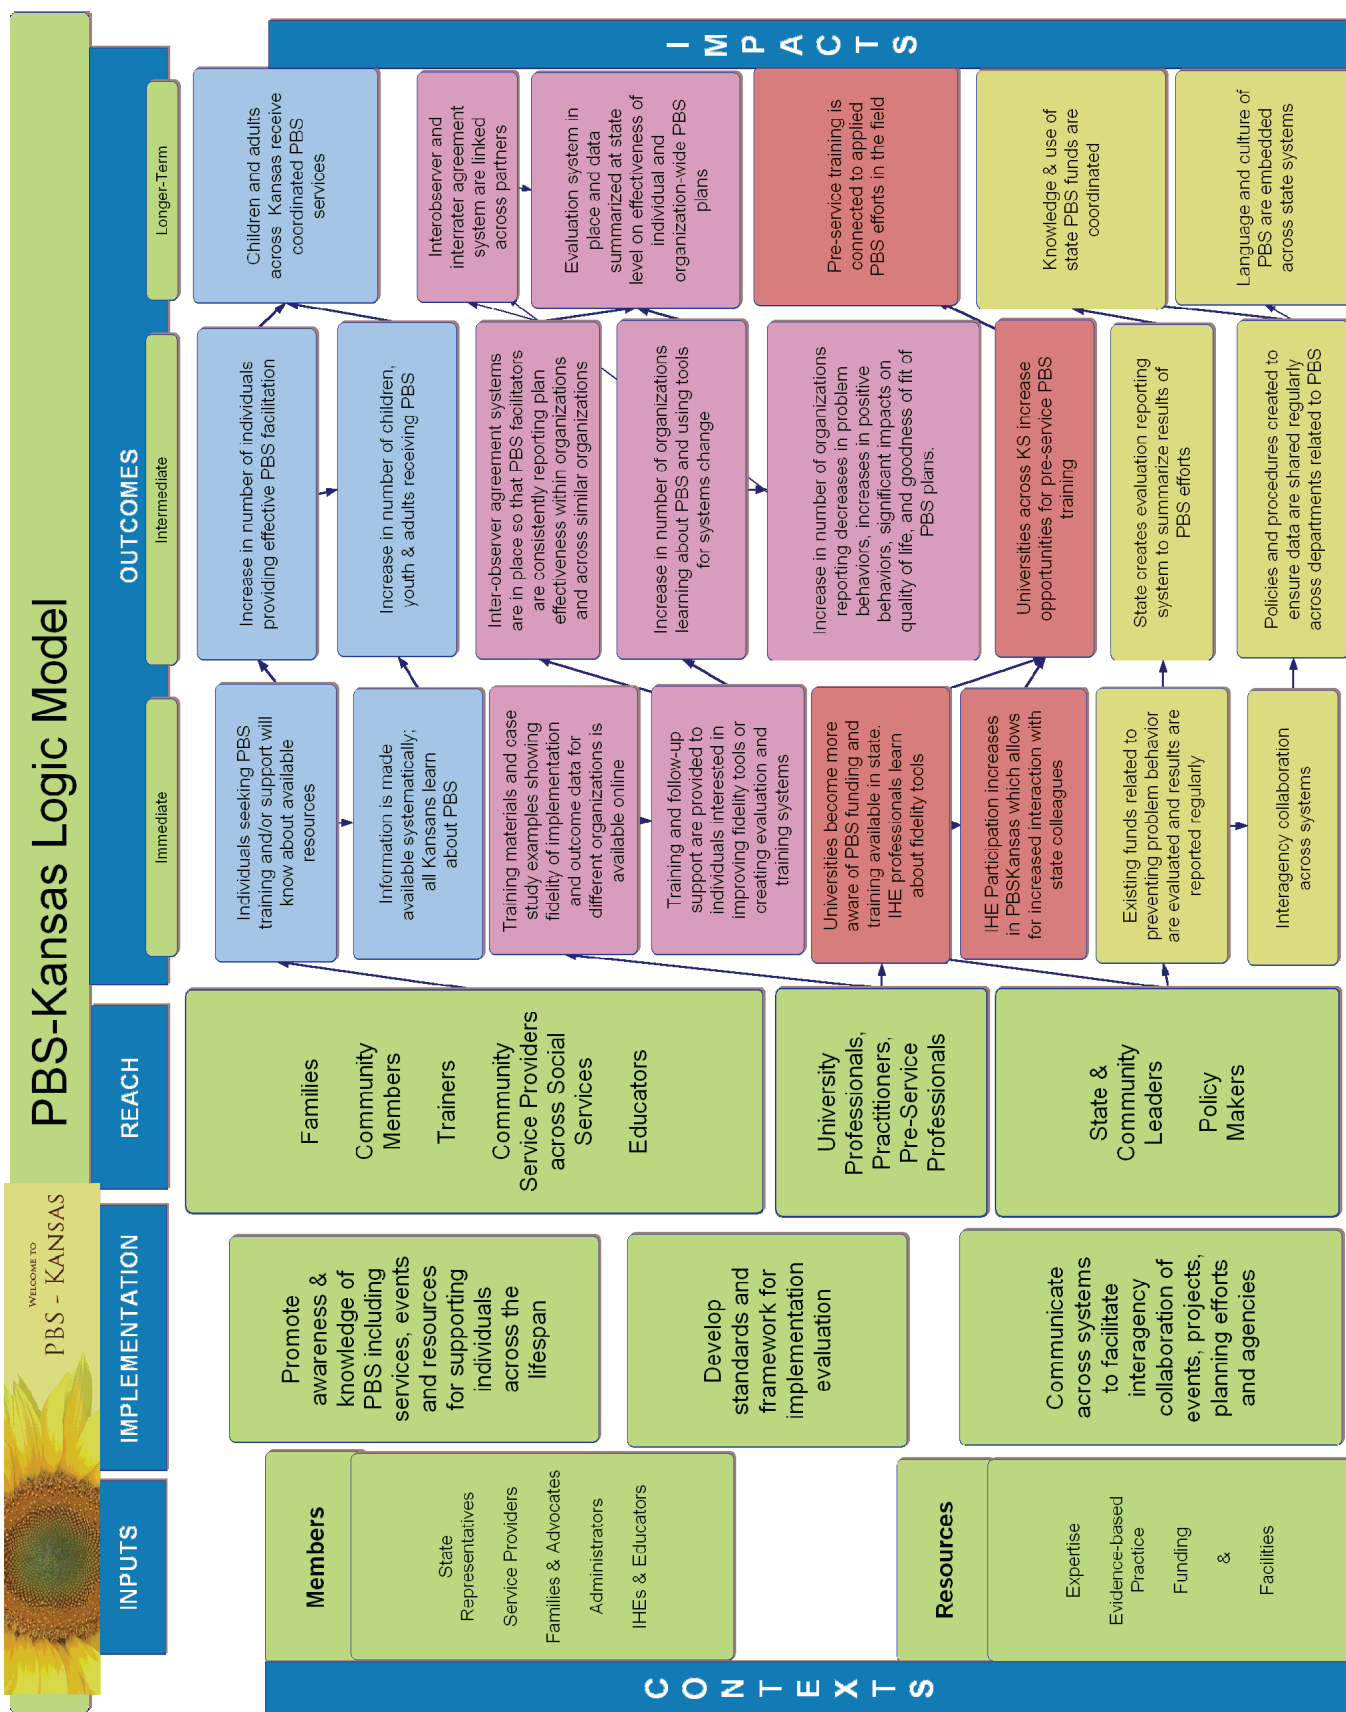 PBS-Kansas Logic Model
WELCOME TO
PBS - KANSAS
INPUTS
IMPLEMENTATION
REACH
OUTCOMES
Immediate
Intermediate
Longer-Term
CONTEXTS
Members
State
Representatives
Service Providers
Families & Advocates
Administrators
IHEs & Educators
Resources
Expertise
Evidence-based
Practice
Funding
&
Facilities
Promote
awareness &
knowledge of
PBS including
services, events
and resources
for supporting
individuals
across the
lifespan
Develop
standards and
framework for
implementation
evaluation
Communicate
across systems
to facilitate
interagency
collaboration of
events, projects,
planning efforts
and agencies
Families
Community
Members
Trainers
Community
Service Providers
across Social
Services
Educators
University
Professionals,
Practitioners,
Pre-Service
Professionals
State &
Community
Leaders
Policy
Makers
Individuals seeking PBS
training and/or support will
know about available
resources
Information is made
available systematically;
all Kansans learn
about PBS
Training materials and case
study examples showing
fidelity of implementation
and outcome data for
different organizations is
available online
Training and follow-up
support are provided to
individuals interested in
improving fidelity tools or
creating evaluation and
training systems
Universities become more
aware of PBS funding and
training available in state.
IHE professionals learn
about fidelity tools
IHE Participation increases
in PBSKansas which allows
for increased interaction with
state colleagues
Existing funds related to
preventing problem behavior
are evaluated and results are
reported regularly
Interagency collaboration
across systems
Increase in number of individuals
providing effective PBS facilitation
Increase in number of children,
youth & adults receiving PBS
Inter-observer agreement systems
are in place so that PBS facilitators
are consistently reporting plan
effectiveness within organizations
and across similar organizations
Increase in number of organizations
learning about PBS and using tools
for systems change
Increase in number of organizations
reporting decreases in problem
behaviors, increases in positive
behaviors, significant impacts on
quality of life, and goodness of fit of
PBS plans.
Universities across KS increase
opportunities for pre-service PBS
training
State creates evaluation reporting
system to summarize results of
PBS efforts
Policies and procedures created to
ensure data are shared regularly
across departments related to PBS
Children and adults
across Kansas receive
coordinated PBS
services
Interobserver and
interrater agreement
system are linked
across partners
Evaluation system in
place and data
summarized at state
level on effectiveness of
individual and
organization-wide PBS
plans
Pre-service training is
connected to applied
PBS efforts in the field
Knowledge & use of
state PBS funds are
coordinated
Language and culture of
PBS are embedded
across state systems
IMPACTS